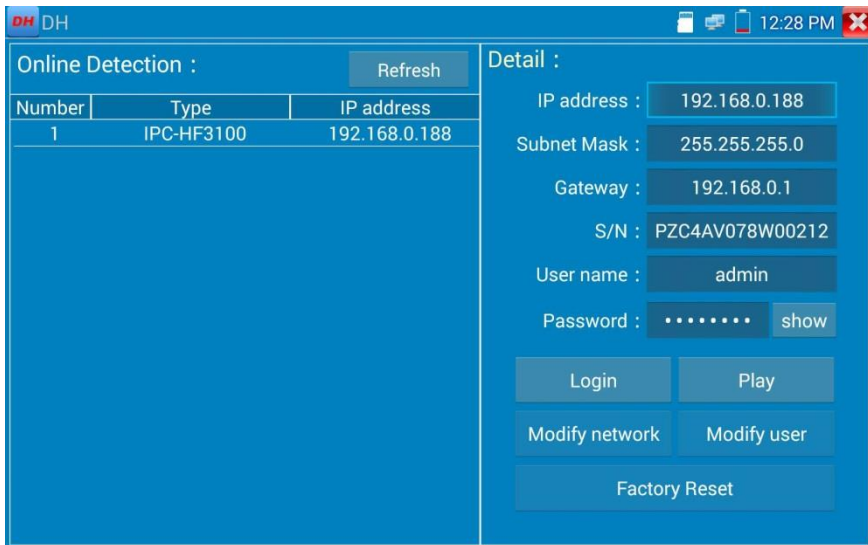 DH DH 12:28 PM
Online Detection :
Refresh
Number Type IP address
1 IPC-HF3100 192.168.0.188
Detail :
IP address : 192.168.0.188
Subnet Mask : 255.255.255.0
Gateway : 192.168.0.1
S/N : PZC4AV078W00212
User name : admin
Password : •••••••• show
Login Play
Modify network Modify user
Factory Reset